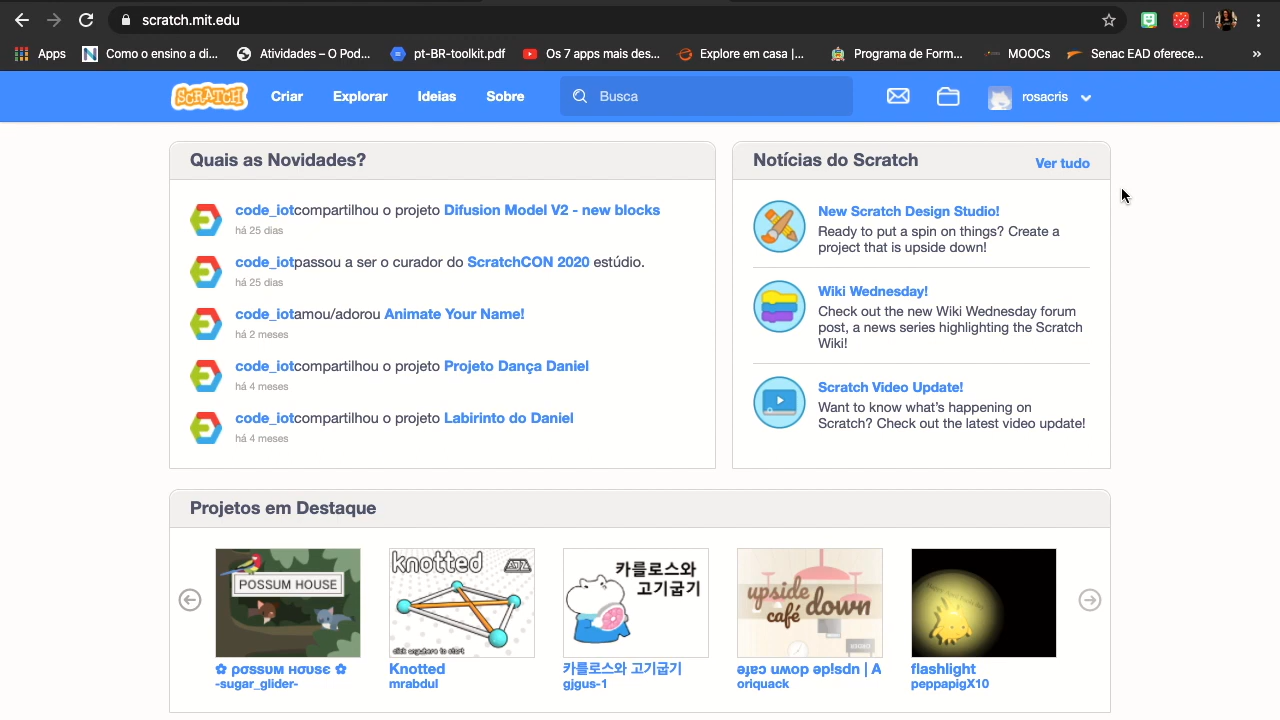 scratch.mit.edu
Apps
Como o ensino a di...
Atividades – O Pod...
pt-BR-toolkit.pdf
Os 7 apps mais des...
Explore em casa |...
Programa de Form...
MOOCs
Senac EAD oferece...
»
SCRATCH
Criar
Explorar
Ideias
Sobre
Busca
rosacris
Quais as Novidades?
code_iotcompartilhou o projeto Difusion Model V2 - new blocks
há 25 dias
code_iotpassou a ser o curador do ScratchCON 2020 estúdio.
há 25 dias
code_iotamou/adorou Animate Your Name!
há 2 meses
code_iotcompartilhou o projeto Projeto Dança Daniel
há 4 meses
code_iotcompartilhou o projeto Labirinto do Daniel
há 4 meses
Notícias do Scratch
Ver tudo
New Scratch Design Studio!
Ready to put a spin on things? Create a
project that is upside down!
Wiki Wednesday!
Check out the new Wiki Wednesday forum
post, a news series highlighting the Scratch
Wiki!
Scratch Video Update!
Want to know what's happening on
Scratch? Check out the latest video update!
Projetos em Destaque
POSSUM HOUSE
knotted
click anywhere to start
카를로스와
고기굽기
upside down
café
✿ ρσѕѕυм нσυѕє ✿
-sugar_glider-
Knotted
mrabdul
카를로스와 고기굽기
gjgus-1
ǝɟɐɔ uʍop ǝpısdn | A
oriquack
flashlight
peppapigX10